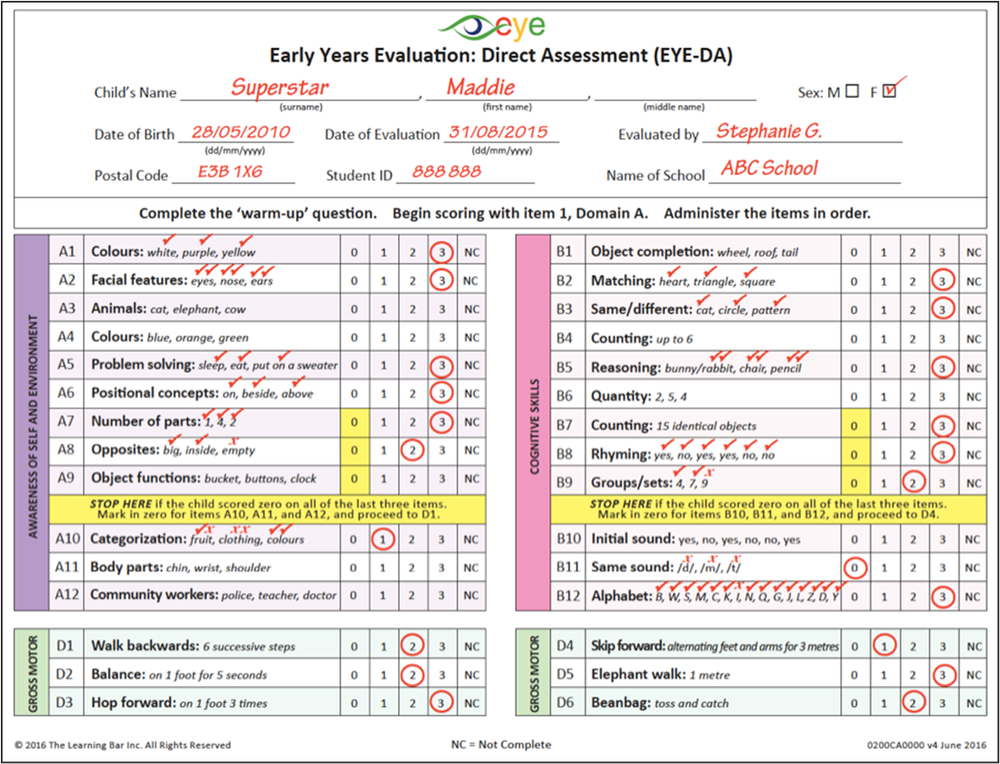 eye
Early Years Evaluation: Direct Assessment (EYE-DA)
Child's Name Superstar, Maddie, Sex: M F ✓
(surname) (first name) (middle name)
Date of Birth 28/05/2010 Date of Evaluation 31/08/2015 Evaluated by Stephanie G.
(dd/mm/yyyy) (dd/mm/yyyy)
Postal Code E3B 1X6 Student ID 888 888 Name of School ABC School
Complete the 'warm-up' question. Begin scoring with item 1, Domain A. Administer the items in order.
AWARENESS OF SELF AND ENVIRONMENT
A1 Colours: white, purple, yellow 0 1 2 3 NC
A2 Facial features: eyes, nose, ears 0 1 2 3 NC
A3 Animals: cat, elephant, cow 0 1 2 3 NC
A4 Colours: blue, orange, green 0 1 2 3 NC
A5 Problem solving: sleep, eat, put on a sweater 0 1 2 3 NC
A6 Positional concepts: on, beside, above 0 1 2 3 NC
A7 Number of parts: 1, 4, 2 0 1 2 3 NC
A8 Opposites: big, inside, empty 0 1 2 3 NC
A9 Object functions: bucket, buttons, clock 0 1 2 3 NC
STOP HERE if the child scored zero on all of the last three items.
Mark in zero for items A10, A11, and A12, and proceed to D1.
A10 Categorization: fruit, clothing, colours 0 1 2 3 NC
A11 Body parts: chin, wrist, shoulder 0 1 2 3 NC
A12 Community workers: police, teacher, doctor 0 1 2 3 NC
COGNITIVE SKILLS
B1 Object completion: wheel, roof, tail 0 1 2 3 NC
B2 Matching: heart, triangle, square 0 1 2 3 NC
B3 Same/different: cat, circle, pattern 0 1 2 3 NC
B4 Counting: up to 6 0 1 2 3 NC
B5 Reasoning: bunny/rabbit, chair, pencil 0 1 2 3 NC
B6 Quantity: 2, 5, 4 0 1 2 3 NC
B7 Counting: 15 identical objects 0 1 2 3 NC
B8 Rhyming: yes, no, yes, yes, no, no 0 1 2 3 NC
B9 Groups/sets: 4, 7, 9 0 1 2 3 NC
STOP HERE if the child scored zero on all of the last three items.
Mark in zero for items B10, B11, and B12, and proceed to D4.
B10 Initial sound: yes, no, yes, no, no, yes 0 1 2 3 NC
B11 Same sound: /d/, /m/, /t/ 0 1 2 3 NC
B12 Alphabet: B, W, S, M, C, K, I, N, Q, G, J, L, Z, D, Y 0 1 2 3 NC
GROSS MOTOR
D1 Walk backwards: 6 successive steps 0 1 2 3 NC
D2 Balance: on 1 foot for 5 seconds 0 1 2 3 NC
D3 Hop forward: on 1 foot 3 times 0 1 2 3 NC
GROSS MOTOR
D4 Skip forward: alternating feet and arms for 3 metres 0 1 2 3 NC
D5 Elephant walk: 1 metre 0 1 2 3 NC
D6 Beanbag: toss and catch 0 1 2 3 NC
© 2016 The Learning Bar Inc. All Rights Reserved NC = Not Complete 0200CA0000 v4 June 2016